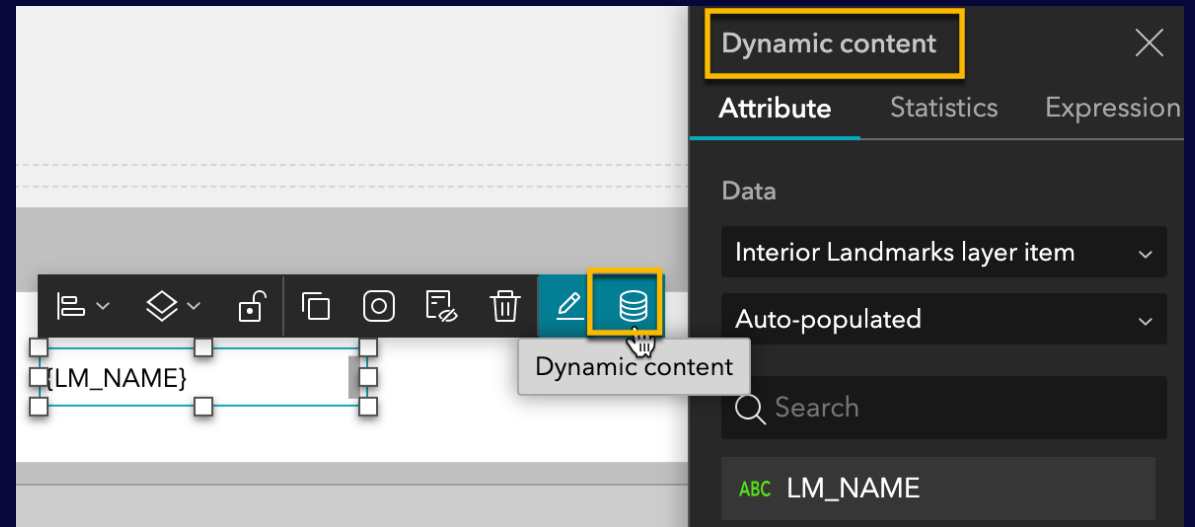 Dynamic content
Attribute Statistics Expression
Data
Interior Landmarks layer item
Auto-populated
{LM_NAME}
Dynamic content
Search
ABC LM_NAME